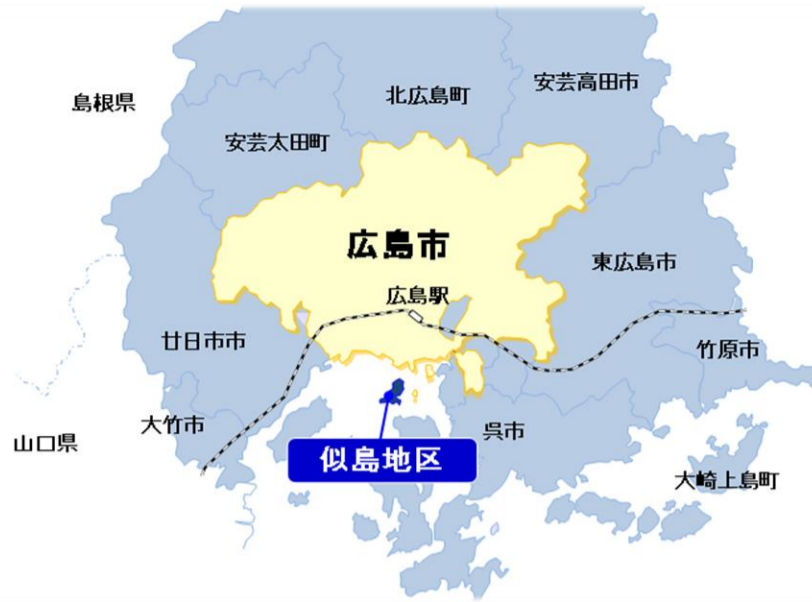 安芸高田市
北広島町
島根県
安芸太田町
広島市
東広島市
広島駅
廿日市市
竹原市
大竹市
呉市
山口県
似島地区
大崎上島町